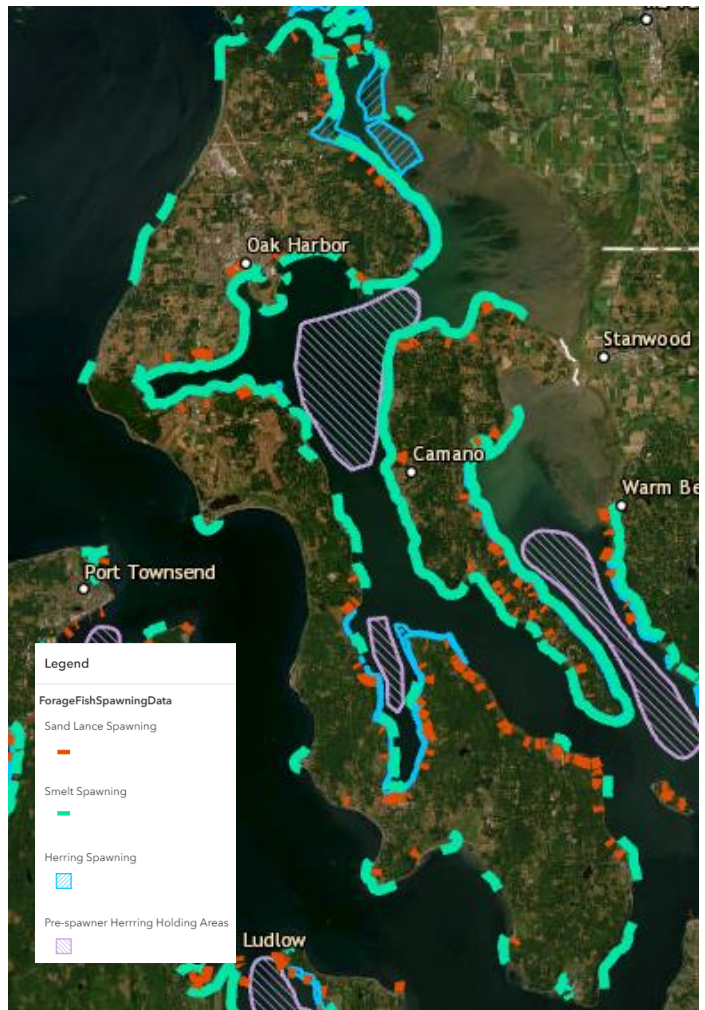 Oak Harbor
Stanwood
Camano
Warm Be
Port Townsend
Legend
ForageFishSpawningData
Sand Lance Spawning
Smelt Spawning
Herring Spawning
Pre-spawner Herrring Holding Areas
Ludlow